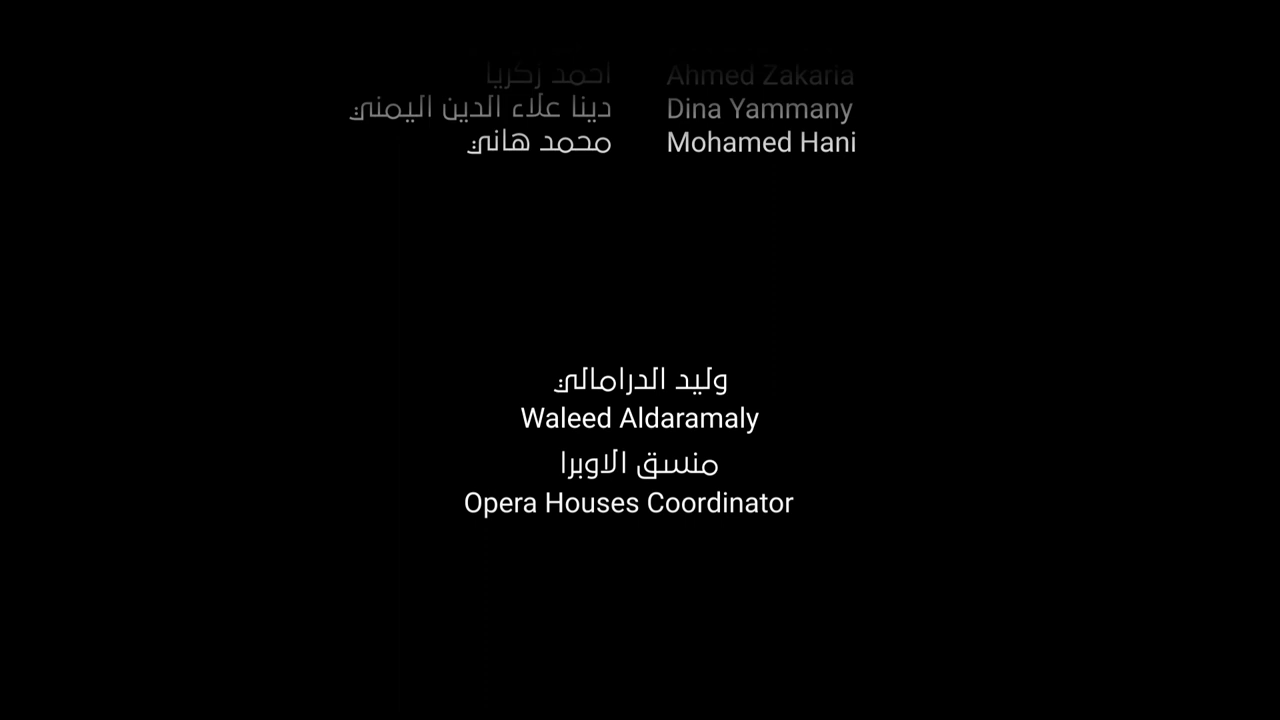 احمد زكريا Ahmed Zakaria
دينا علاء الدين اليمني Dina Yammany
محمد هاني Mohamed Hani
وليد الدرامالي
Waleed Aldaramaly
منسق الاوبرا
Opera Houses Coordinator